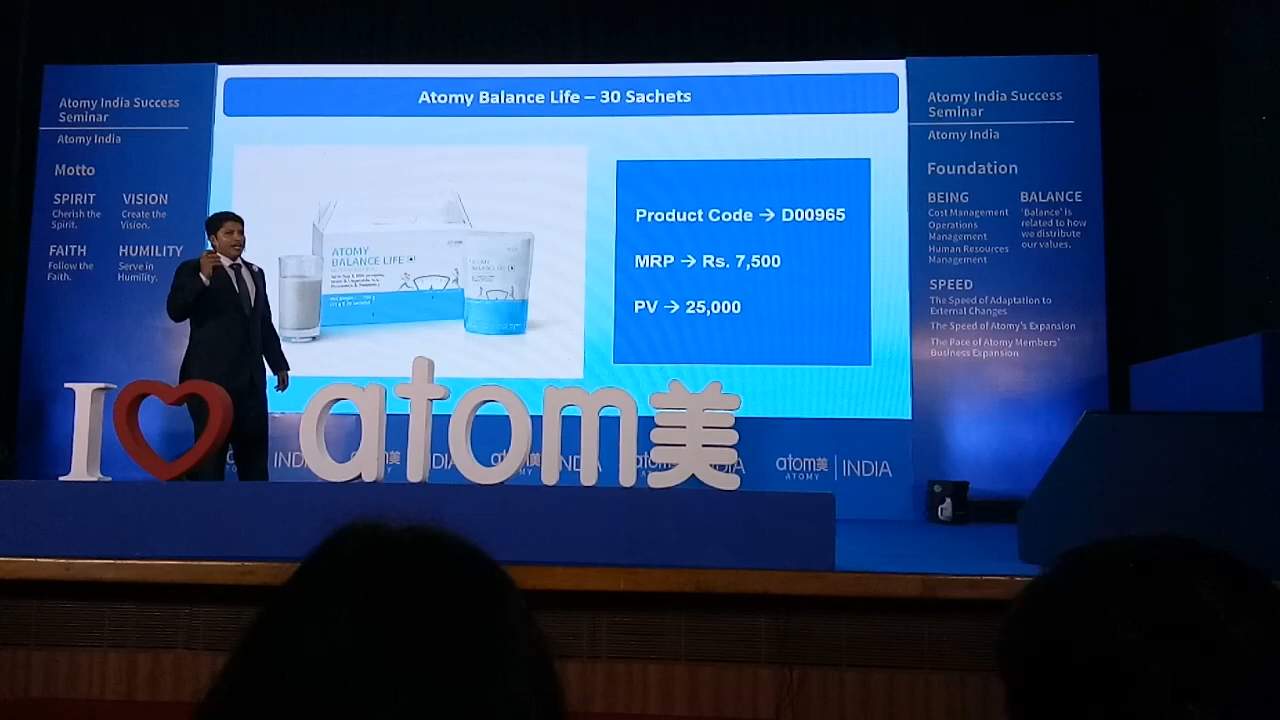 Atomy India Success
Seminar
Atomy India
Motto
SPIRIT
Cherish the
Spirit.
VISION
Create the
Vision.
FAITH
Follow the
Faith.
HUMILITY
Serve in
Humility.
Atomy Balance Life – 30 Sachets
ATOMY
BALANCE LIFE
ATOMY
BALANCE LIFE
Product Code → D00965
MRP → Rs. 7,500
PV → 25,000
Atomy India Success
Seminar
Atomy India
Foundation
BEING
Cost Management
Operations
Management
Human Resources
Management
BALANCE
'Balance' is
related to how
we distribute
our values.
SPEED
The Speed of Adaptation to
External Changes
The Speed of Atomy's Expansion
The Pace of Atomy Members'
Business Expansion
I atom美
atom美 ATOMY INDIA